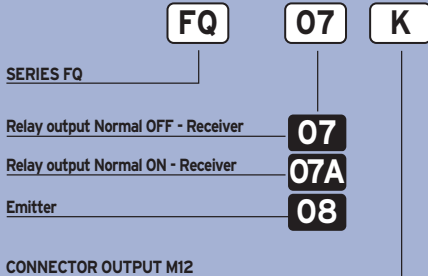 FQ 07 K
SERIES FQ
Relay output Normal OFF - Receiver 07
Relay output Normal ON - Receiver 07A
Emitter 08
CONNECTOR OUTPUT M12